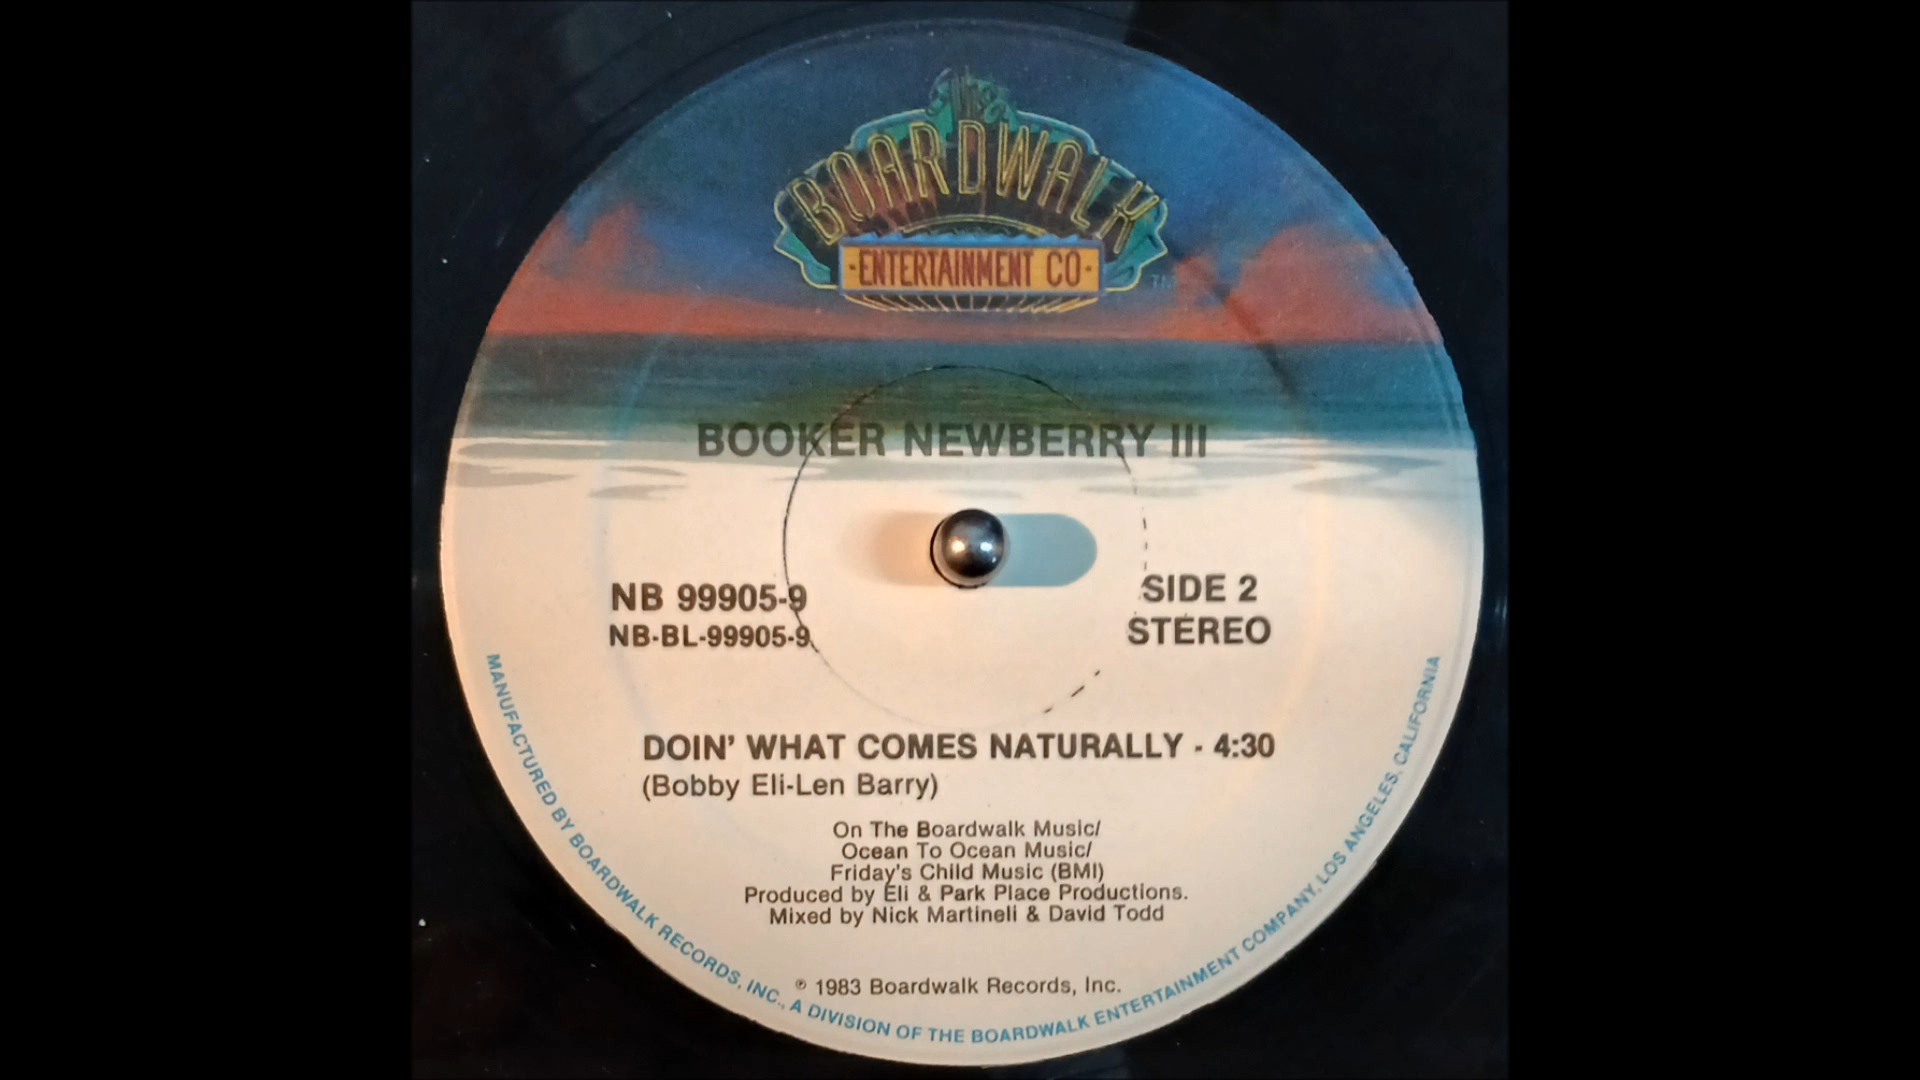 The
BOARDWALK
·ENTERTAINMENT CO·
TM
BOOKER NEWBERRY III
NB 99905-9
NB-BL-99905-9
SIDE 2
STEREO
DOIN' WHAT COMES NATURALLY - 4:30
(Bobby Eli-Len Barry)
On The Boardwalk Music/
Ocean To Ocean Music/
Friday's Child Music (BMI)
Produced by Eli & Park Place Productions.
Mixed by Nick Martineli & David Todd
℗ 1983 Boardwalk Records, Inc.
MANUFACTURED BY BOARDWALK RECORDS, INC., A DIVISION OF THE BOARDWALK ENTERTAINMENT COMPANY, LOS ANGELES, CALIFORNIA